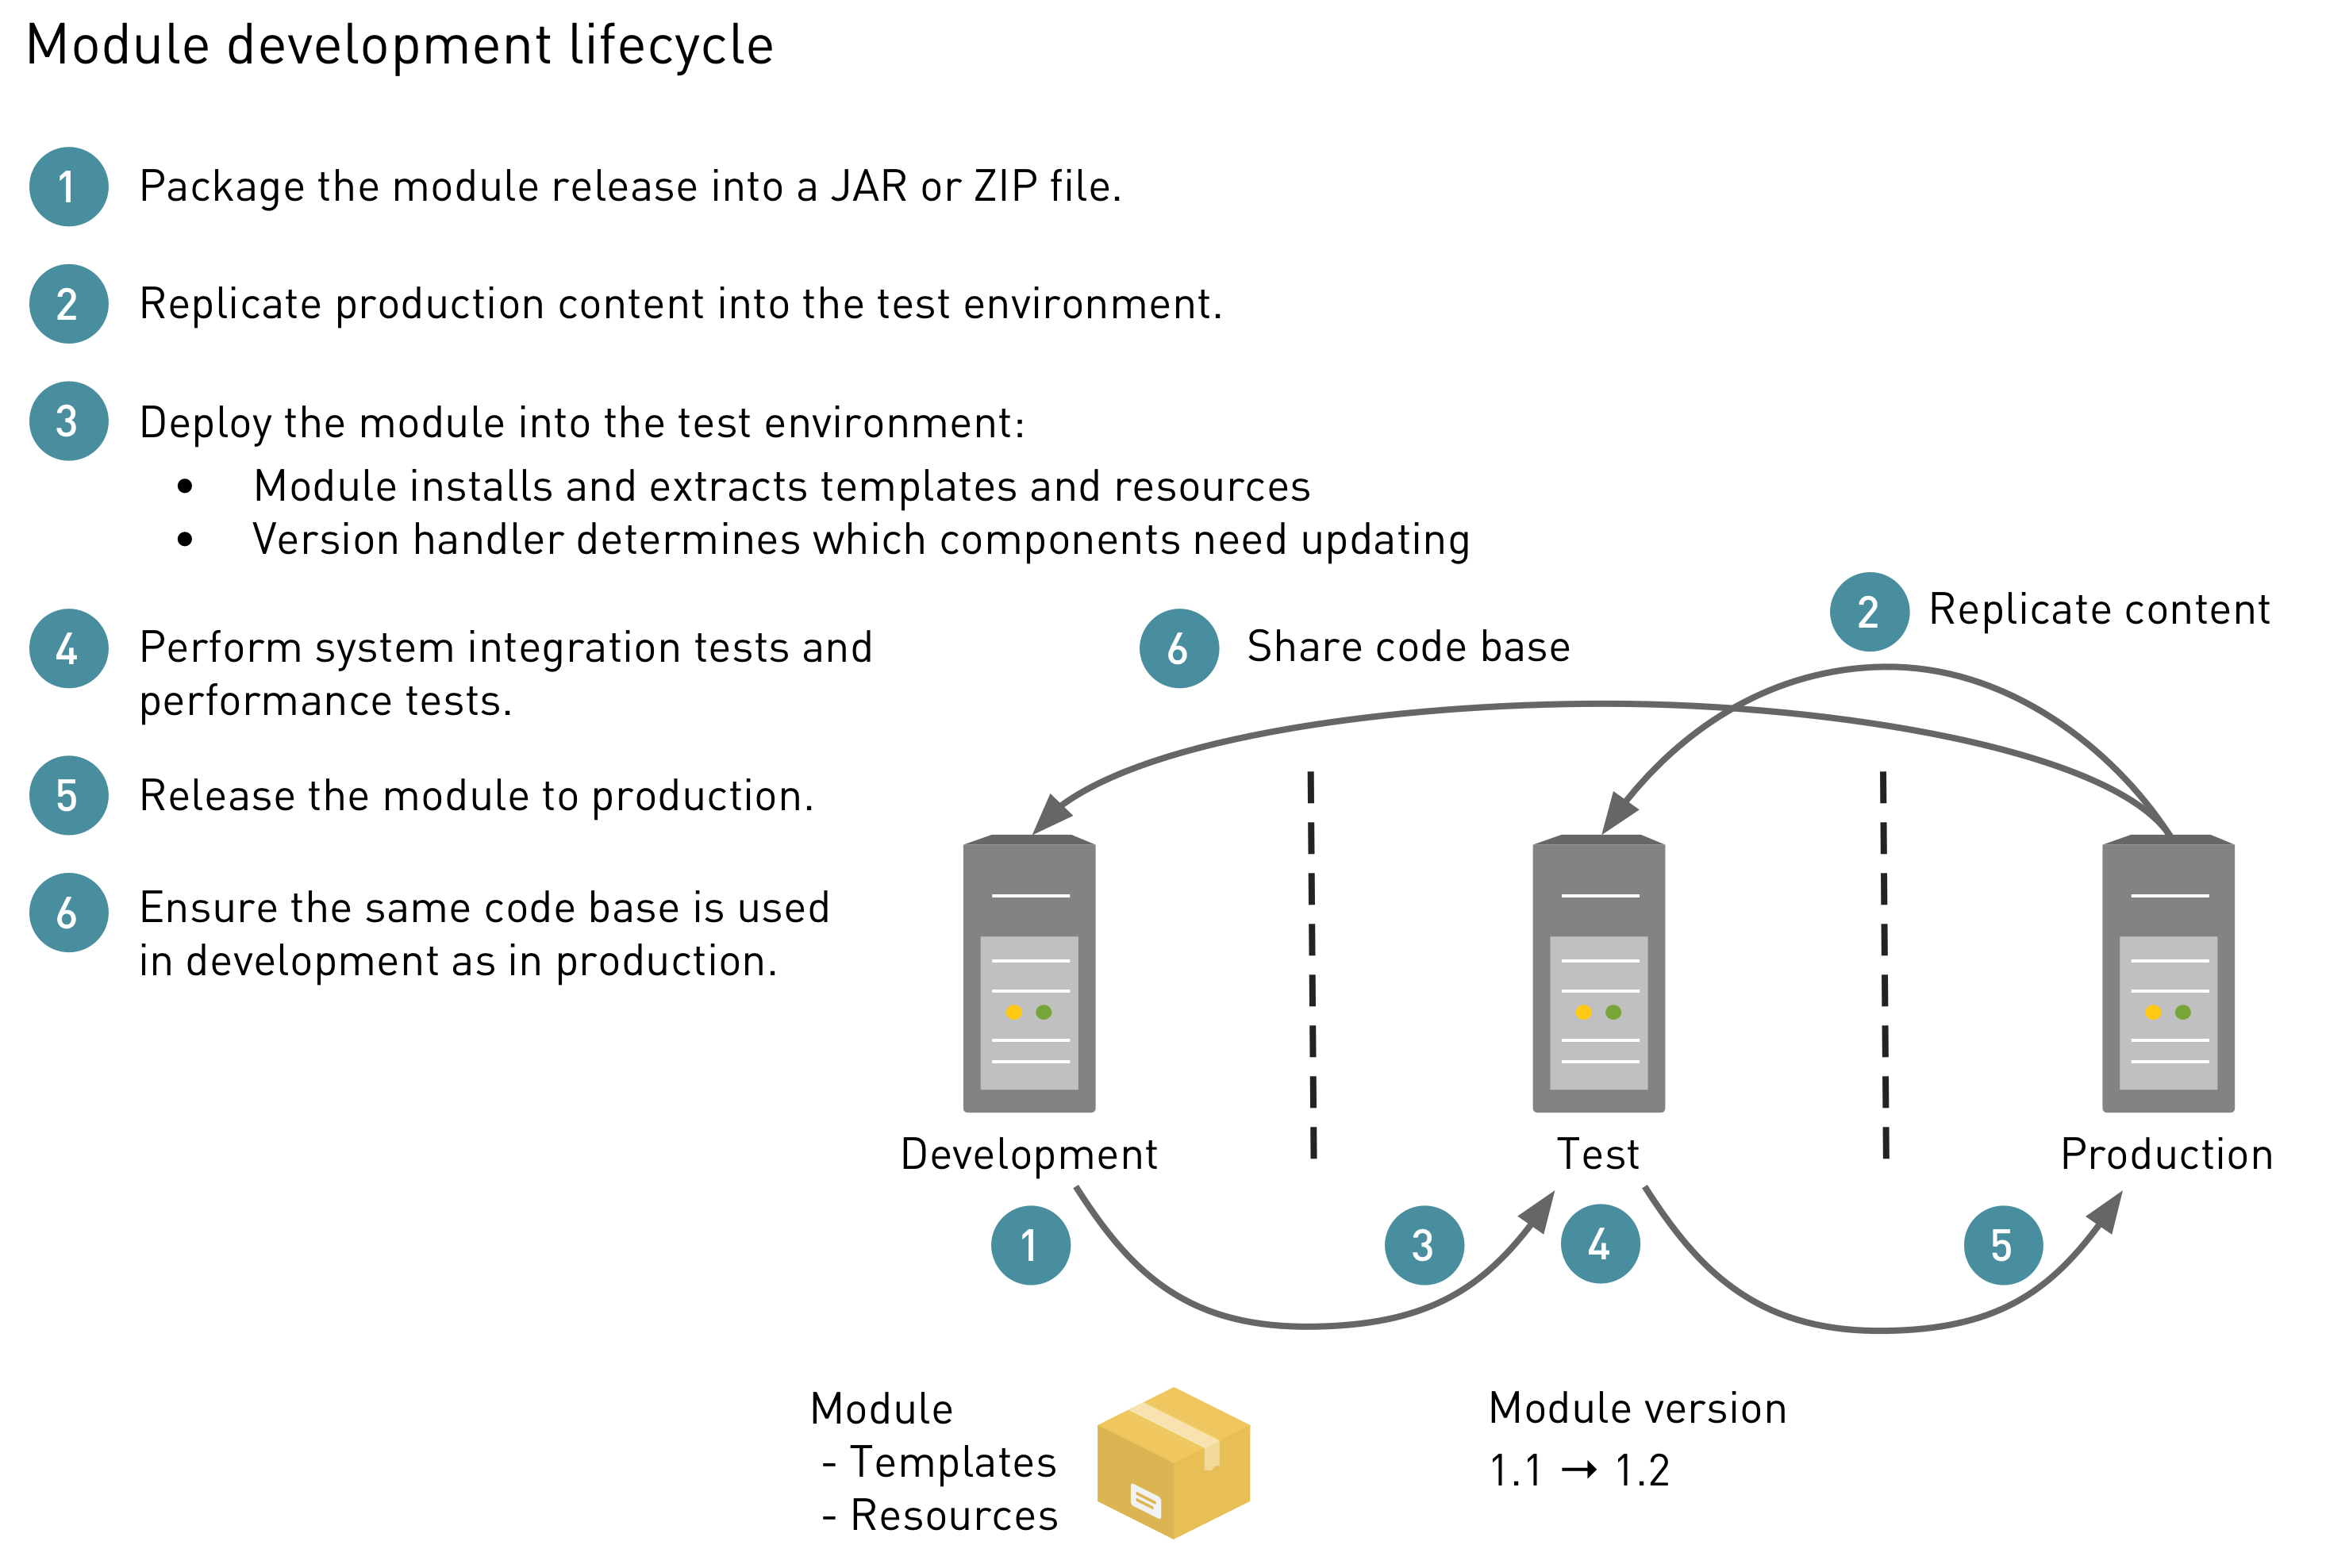 Module development lifecycle
1 Package the module release into a JAR or ZIP file.
2 Replicate production content into the test environment.
3 Deploy the module into the test environment:
• Module installs and extracts templates and resources
• Version handler determines which components need updating
4 Perform system integration tests and
performance tests.
5 Release the module to production.
6 Ensure the same code base is used
in development as in production.
6 Share code base
2 Replicate content
Development
Test
Production
1
3
4
5
Module
- Templates
- Resources
Module version
1.1 → 1.2